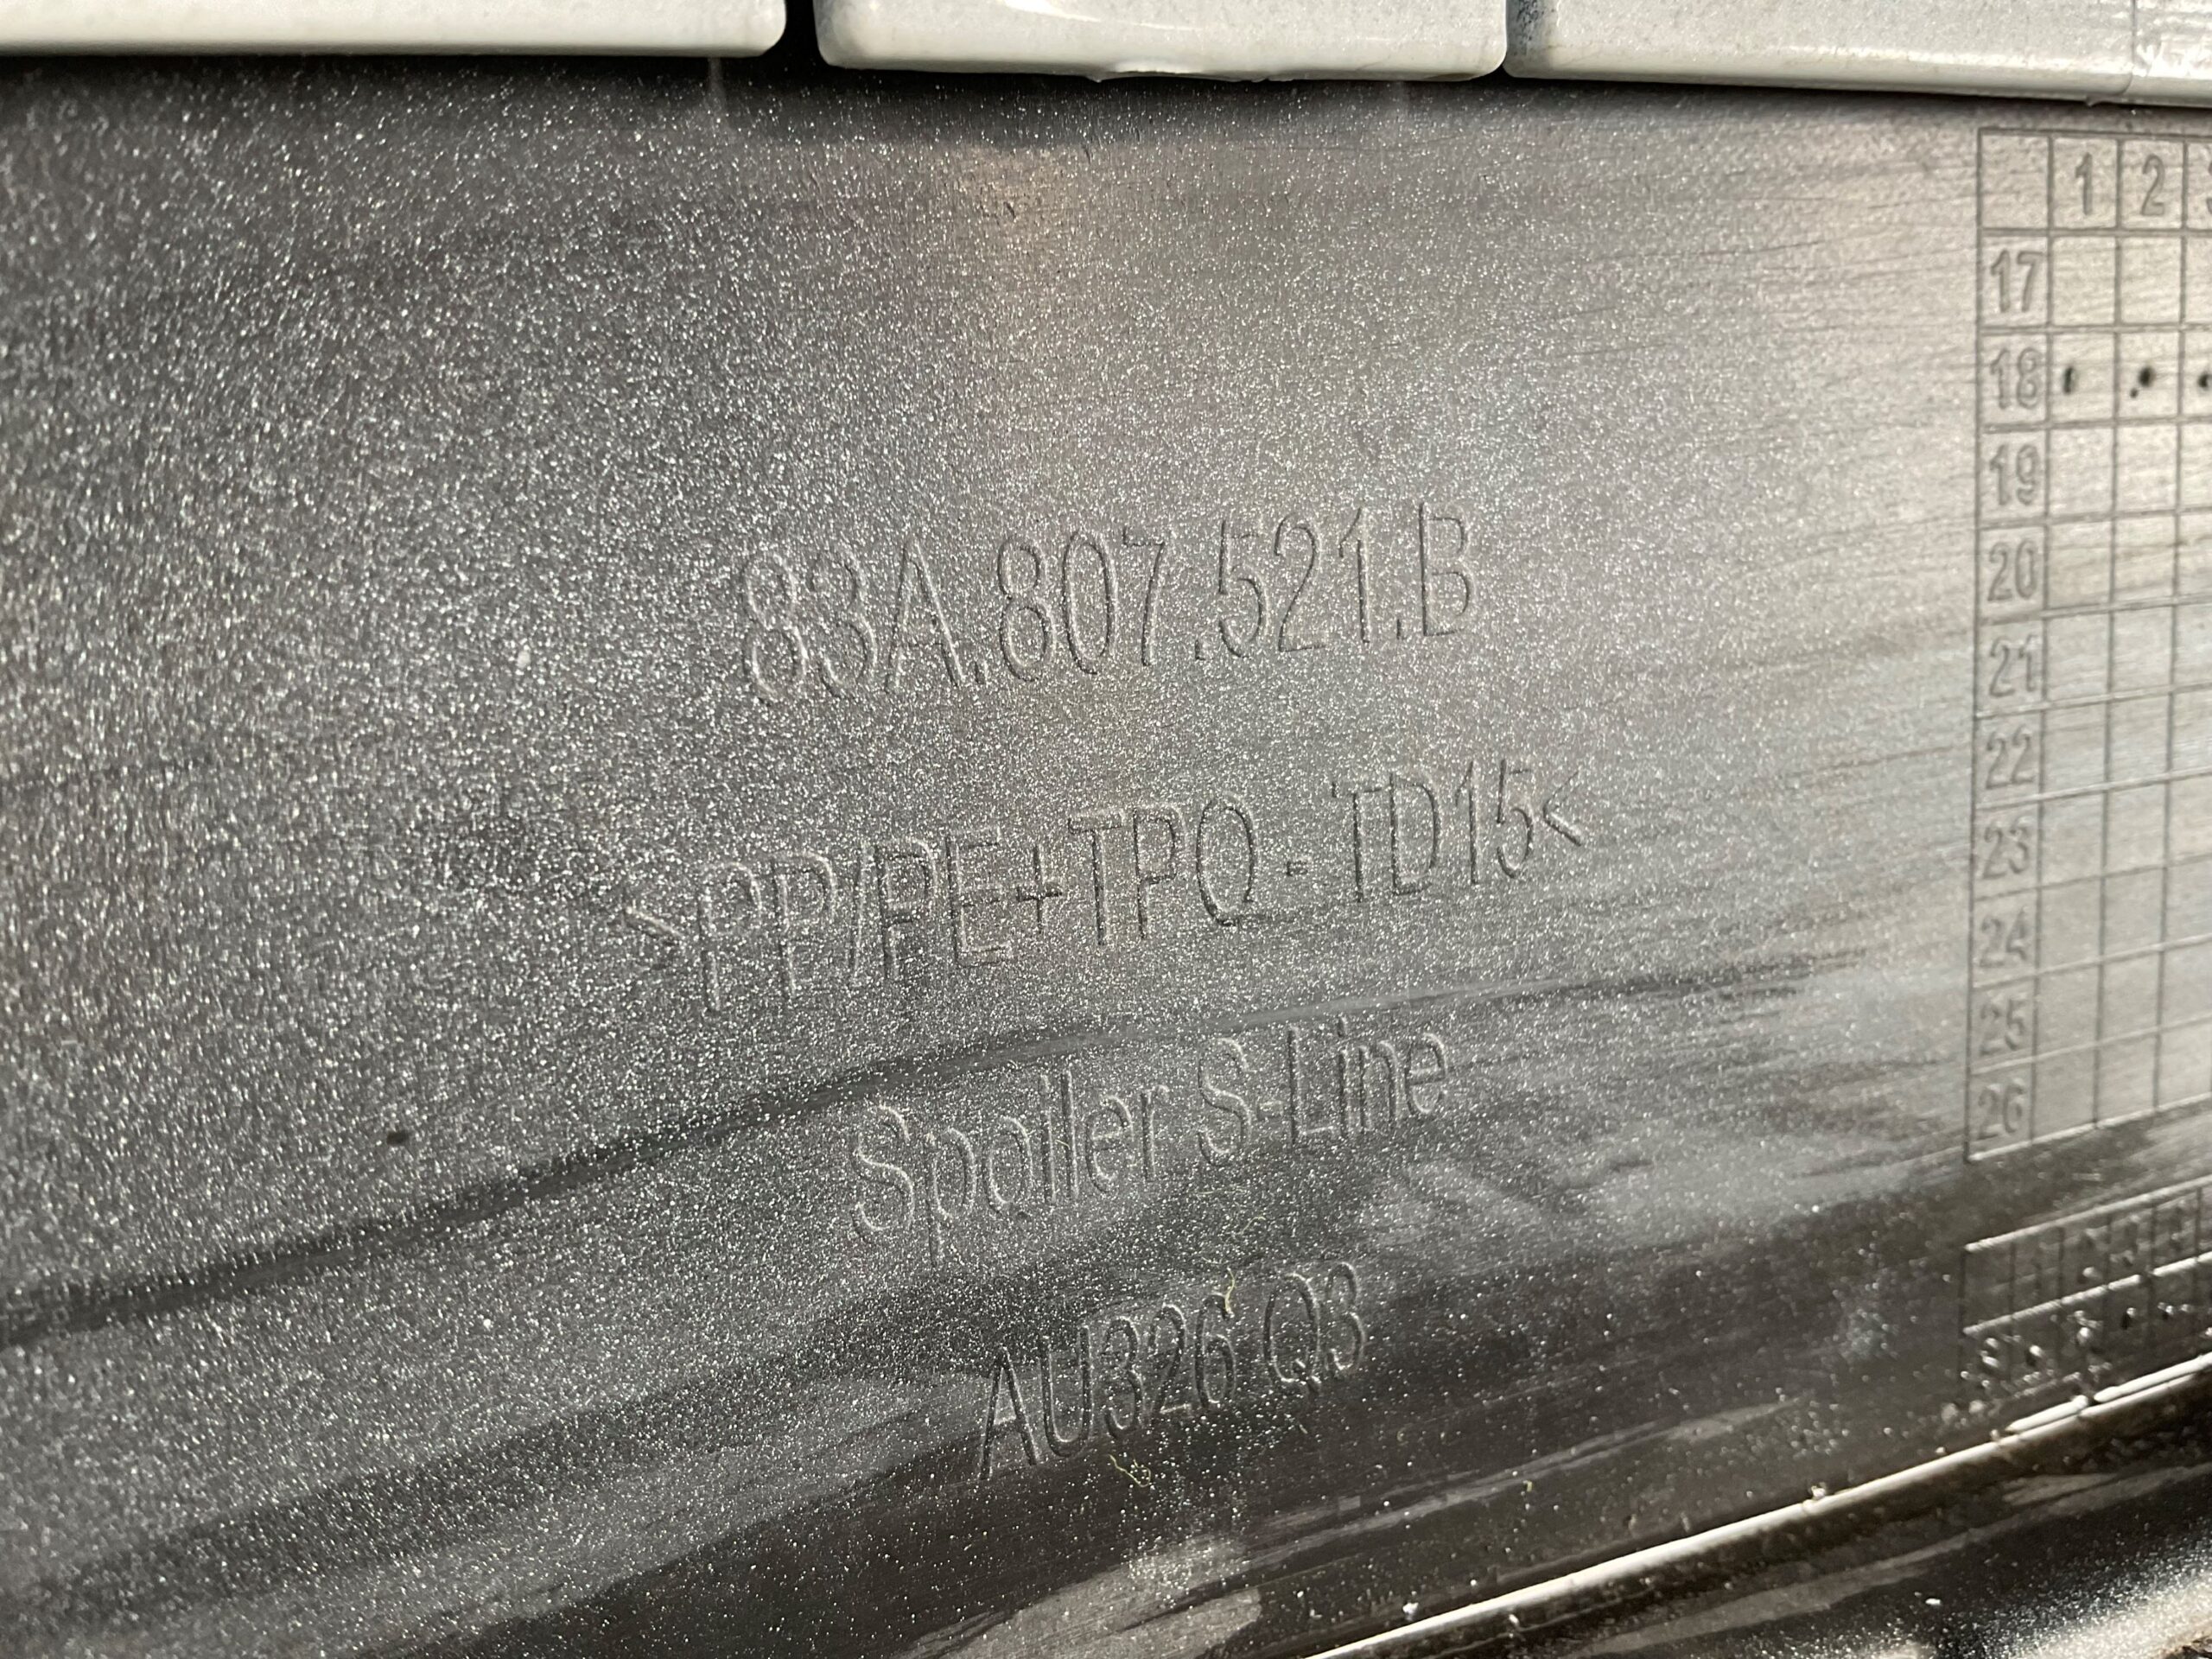 83A.807.521.B
>PP/PE+TPO - TD15<
Spoiler S-Line
AU326 Q3
1 2
17
18
19
20
21
22
23
24
25
26